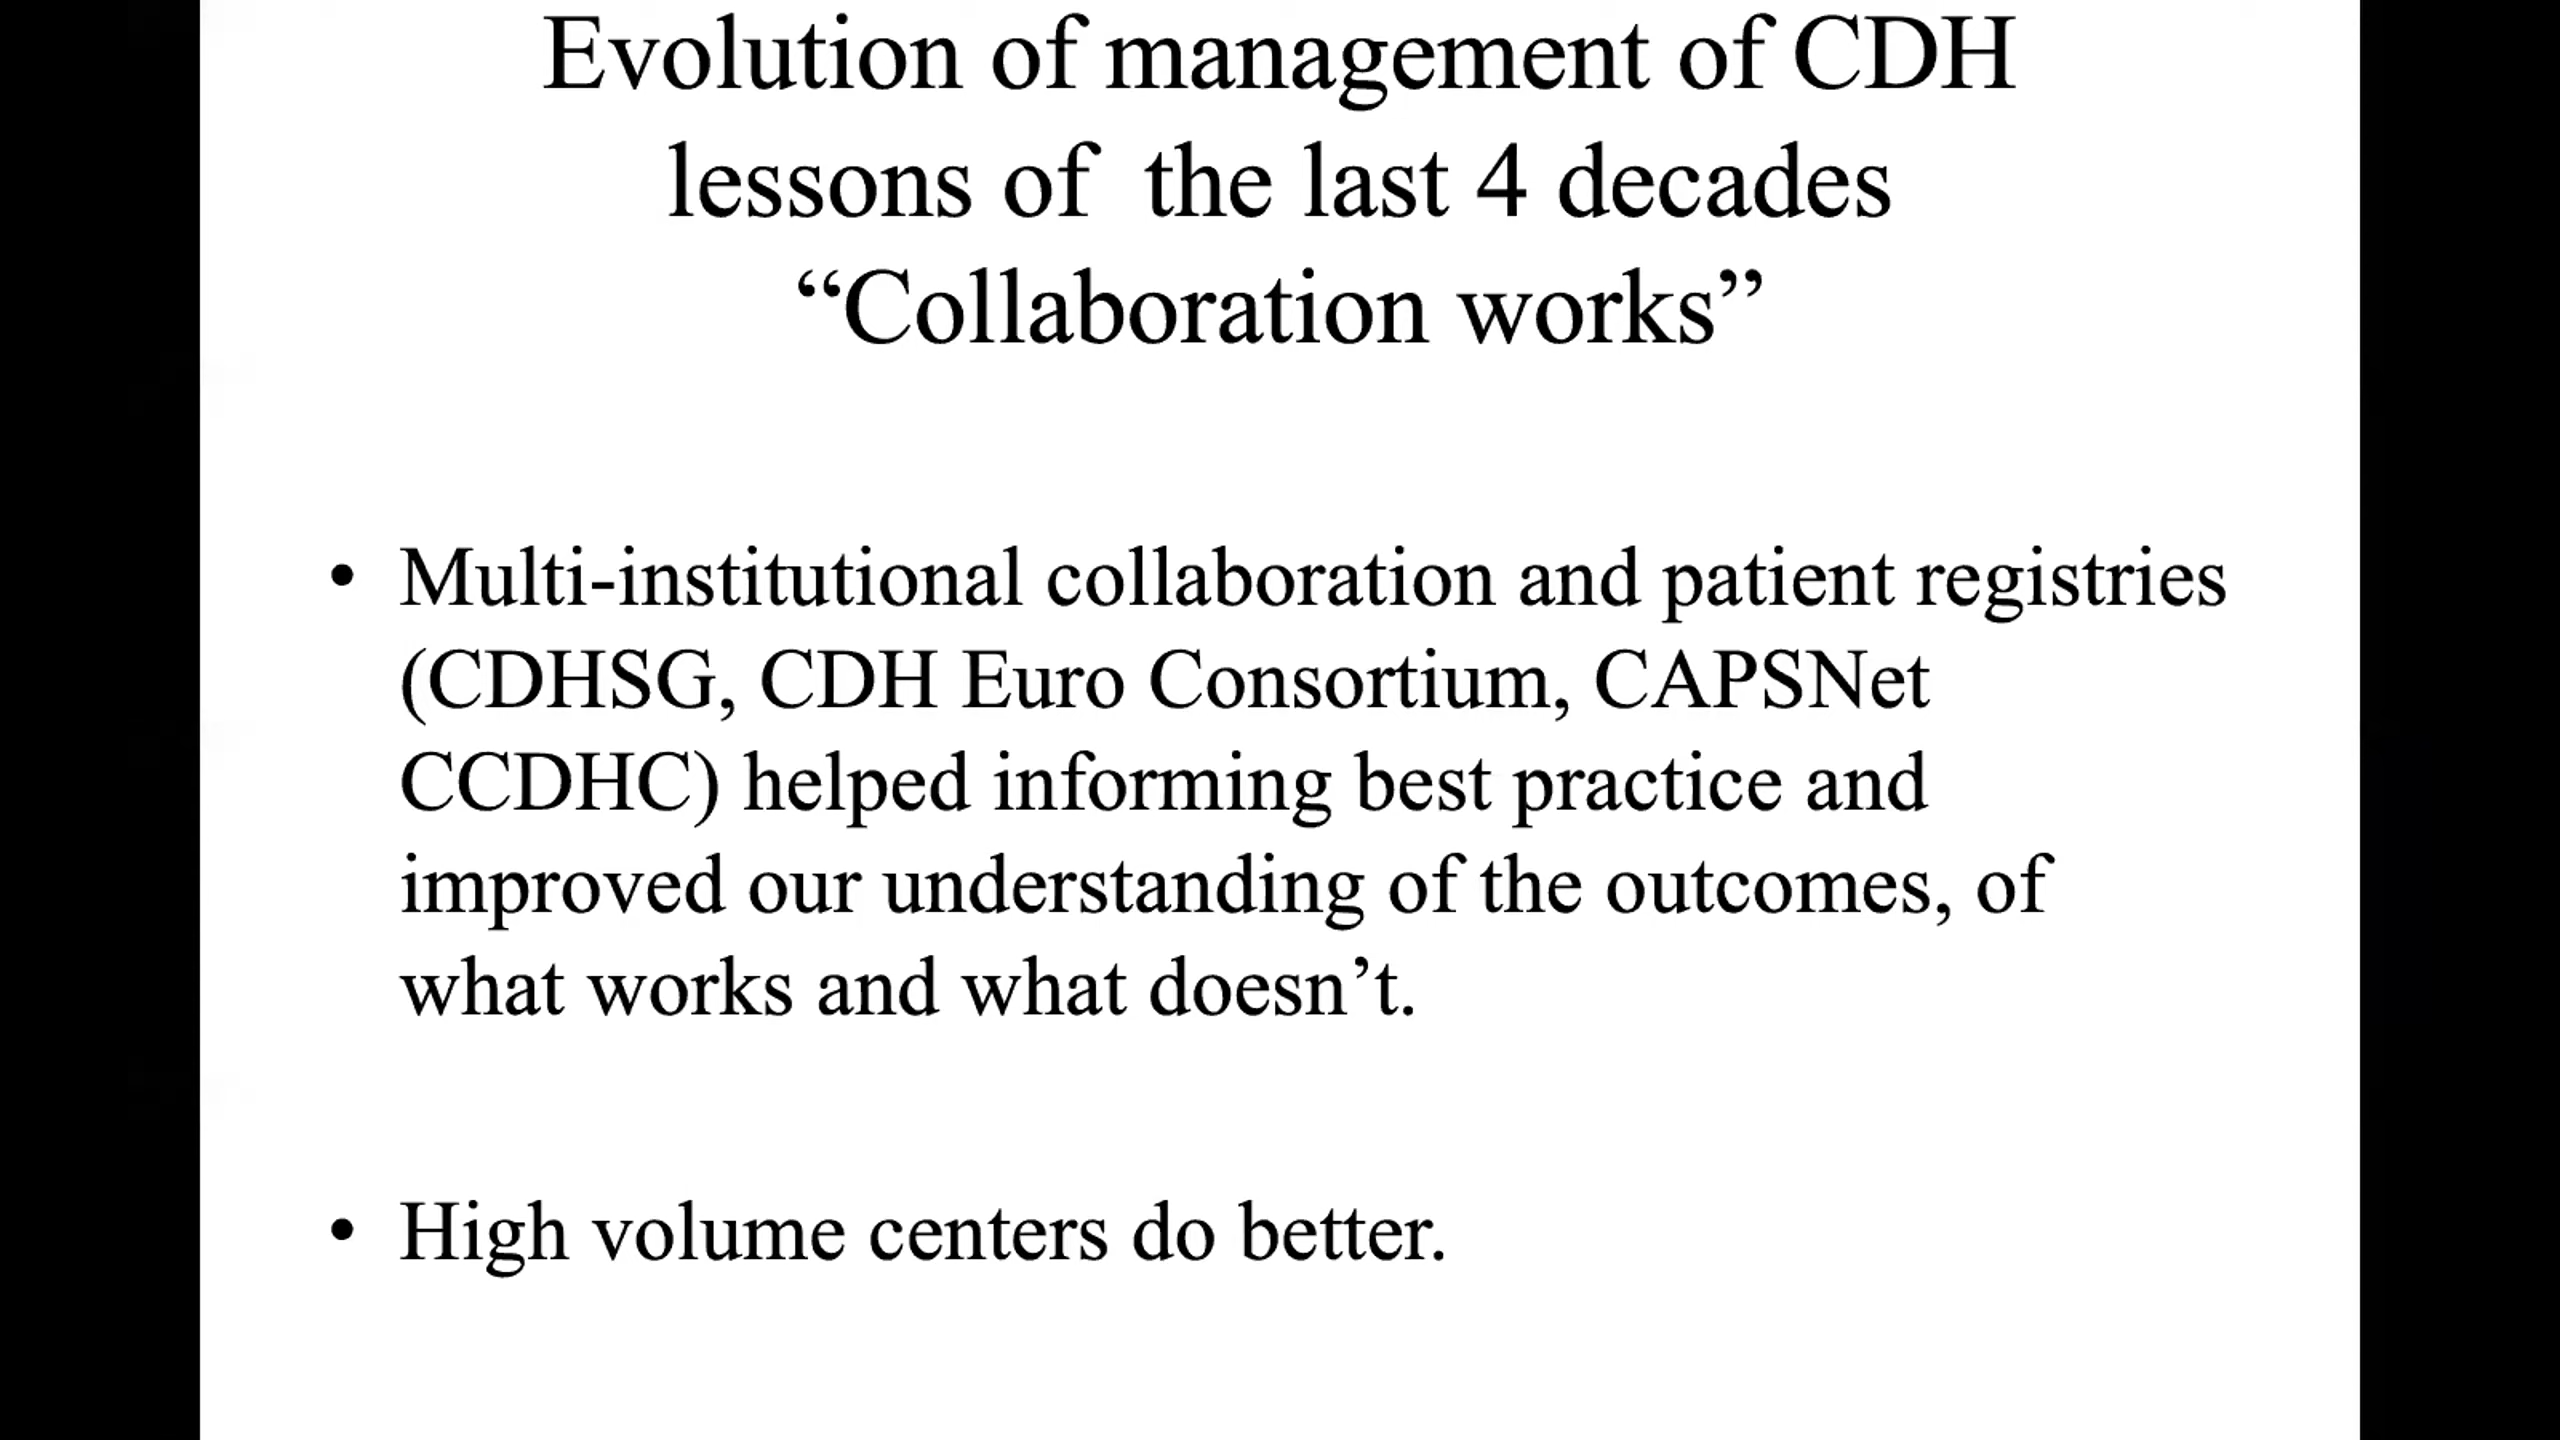 Evolution of management of CDH
lessons of  the last 4 decades
“Collaboration works”
• Multi-institutional collaboration and patient registries
(CDHSG, CDH Euro Consortium, CAPSNet
CCDHC) helped informing best practice and
improved our understanding of the outcomes, of
what works and what doesn’t.
• High volume centers do better.